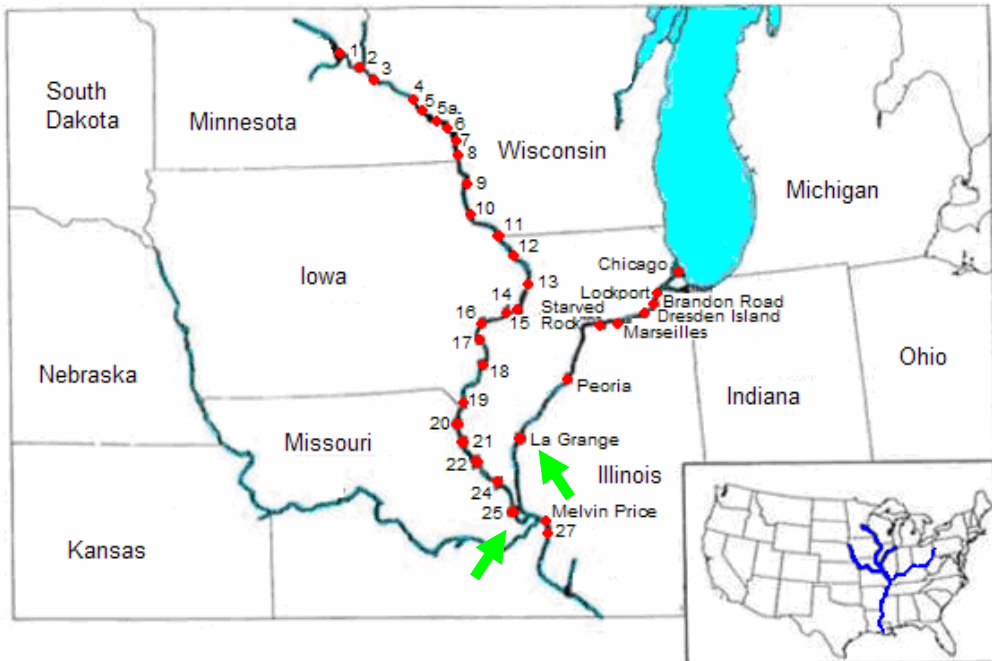 1
2
3
South
Dakota
Minnesota
4
5
5a
6
7
8
Wisconsin
Michigan
9
10
11
12
Iowa
13
Chicago
Lockport
Brandon Road
Dresden Island
14
15
16
Starved
Rock
Marseilles
17
18
Ohio
Nebraska
Peoria
Indiana
19
20
Missouri
21
La Grange
22
Illinois
24
25
Melvin Price
27
Kansas